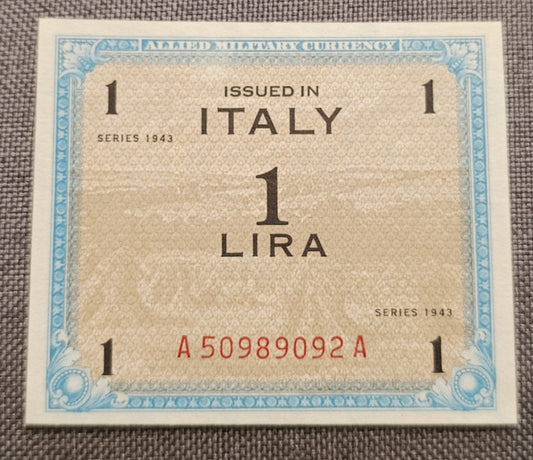 ALLIED MILITARY CURRENCY
1 ISSUED IN 1
ITALY
SERIES 1943
1
LIRA
SERIES 1943
1 A 50989092 A 1